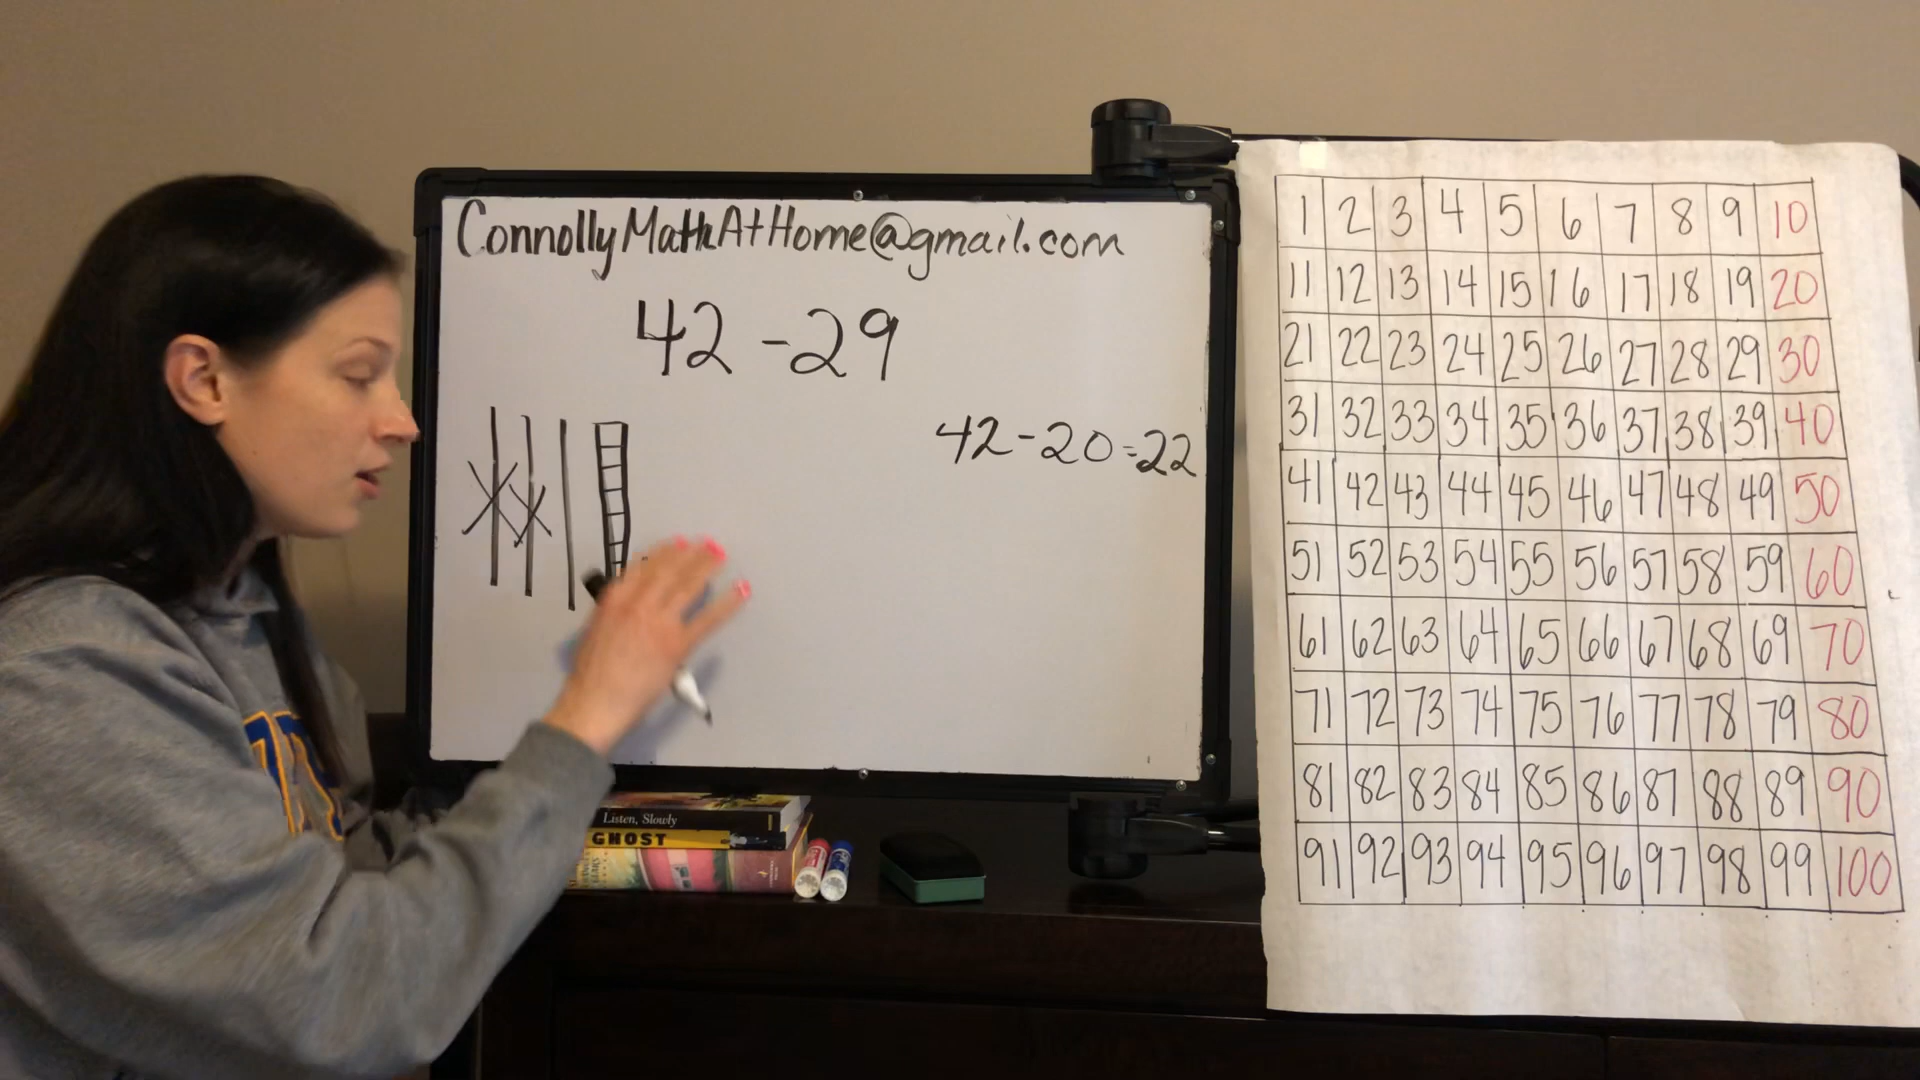 ConnollyMathAtHome@gmail.com
42 - 29
42 - 20 = 22
Listen, Slowly
GHOST
1 2 3 4 5 6 7 8 9 10
11 12 13 14 15 16 17 18 19 20
21 22 23 24 25 26 27 28 29 30
31 32 33 34 35 36 37 38 39 40
41 42 43 44 45 46 47 48 49 50
51 52 53 54 55 56 57 58 59 60
61 62 63 64 65 66 67 68 69 70
71 72 73 74 75 76 77 78 79 80
81 82 83 84 85 86 87 88 89 90
91 92 93 94 95 96 97 98 99 100